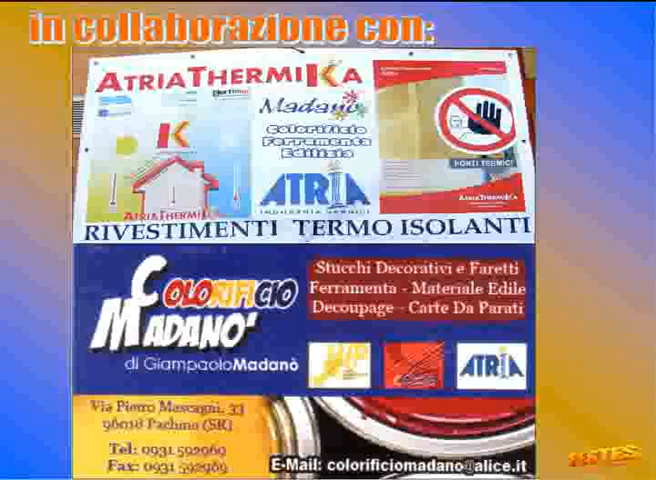 in collaborazione con:
ATRIATHERMIKA
Madanò
Colorificio
Ferramenta
Edilizia
K
ATRIATHERMIKA
ATRIA
PONTI TERMICI
ATRIATHERMIKA
RIVESTIMENTI TERMO ISOLANTI
COLORIFICIO
MADANO'
di GiampaoloMadanò
Stucchi Decorativi e Faretti
Ferramenta - Materiale Edile
Decoupage - Carte Da Parati
ATRIA
Via Pietro Mascagni, 33
96018 Pachino (SR)
Tel: 0931 592969
Fax: 0931 592969
E-Mail: colorificiomadano@alice.it